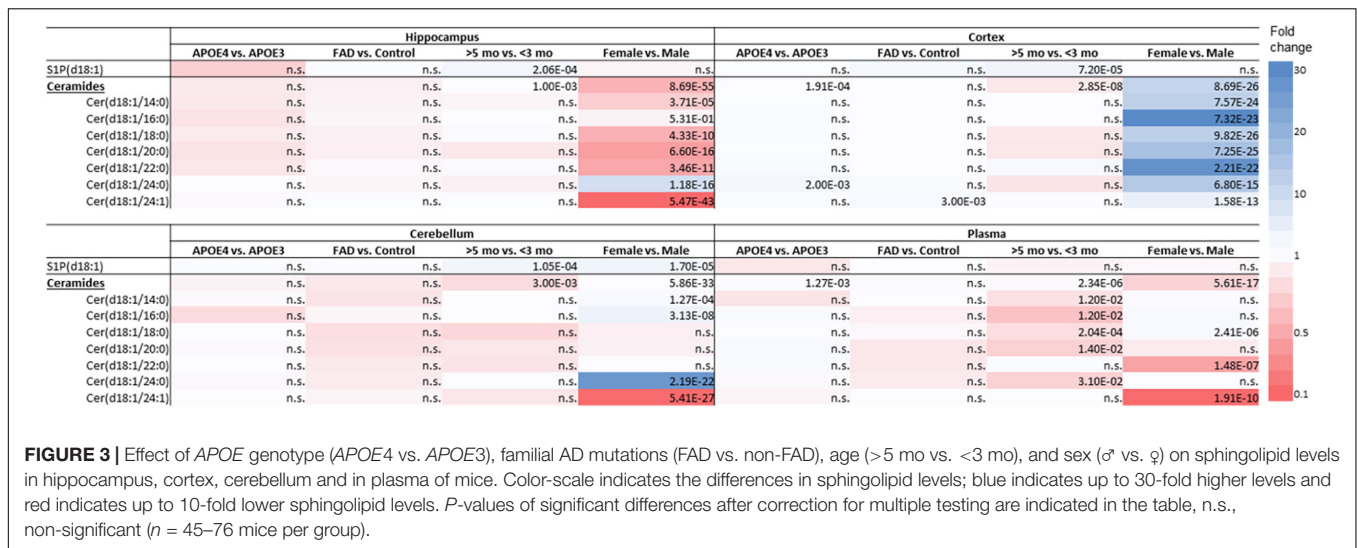 Hippocampus Cortex
APOE4 vs. APOE3 FAD vs. Control >5 mo vs. <3 mo Female vs. Male APOE4 vs. APOE3 FAD vs. Control >5 mo vs. <3 mo Female vs. Male
S1P(d18:1) n.s. n.s. 2.06E-04 n.s. n.s. n.s. 7.20E-05 n.s.
Ceramides n.s. n.s. 1.00E-03 8.69E-55 1.91E-04 n.s. 2.85E-08 8.69E-26
Cer(d18:1/14:0) n.s. n.s. n.s. 3.71E-05 n.s. n.s. n.s. 7.57E-24
Cer(d18:1/16:0) n.s. n.s. n.s. 5.31E-01 n.s. n.s. n.s. 7.32E-23
Cer(d18:1/18:0) n.s. n.s. n.s. 4.33E-10 n.s. n.s. n.s. 9.82E-26
Cer(d18:1/20:0) n.s. n.s. n.s. 6.60E-16 n.s. n.s. n.s. 7.25E-25
Cer(d18:1/22:0) n.s. n.s. n.s. 3.46E-11 n.s. n.s. n.s. 2.21E-22
Cer(d18:1/24:0) n.s. n.s. n.s. 1.18E-16 2.00E-03 n.s. n.s. 6.80E-15
Cer(d18:1/24:1) n.s. n.s. n.s. 5.47E-43 n.s. 3.00E-03 n.s. 1.58E-13
Cerebellum Plasma
APOE4 vs. APOE3 FAD vs. Control >5 mo vs. <3 mo Female vs. Male APOE4 vs. APOE3 FAD vs. Control >5 mo vs. <3 mo Female vs. Male
S1P(d18:1) n.s. n.s. 1.05E-04 1.70E-05 n.s. n.s. n.s. n.s.
Ceramides n.s. n.s. 3.00E-03 5.86E-33 1.27E-03 n.s. 2.34E-06 5.61E-17
Cer(d18:1/14:0) n.s. n.s. n.s. 1.27E-04 n.s. n.s. 1.20E-02 n.s.
Cer(d18:1/16:0) n.s. n.s. n.s. 3.13E-08 n.s. n.s. 1.20E-02 n.s.
Cer(d18:1/18:0) n.s. n.s. n.s. n.s. n.s. n.s. 2.04E-04 2.41E-06
Cer(d18:1/20:0) n.s. n.s. n.s. n.s. n.s. n.s. 1.40E-02 n.s.
Cer(d18:1/22:0) n.s. n.s. n.s. n.s. n.s. n.s. n.s. 1.48E-07
Cer(d18:1/24:0) n.s. n.s. n.s. 2.19E-22 n.s. n.s. 3.10E-02 n.s.
Cer(d18:1/24:1) n.s. n.s. n.s. 5.41E-27 n.s. n.s. n.s. 1.91E-10
Fold
change
30
20
10
1
0.5
0.1
FIGURE 3 | Effect of APOE genotype (APOE4 vs. APOE3), familial AD mutations (FAD vs. non-FAD), age (>5 mo vs. <3 mo), and sex (♂ vs. ♀) on sphingolipid levels
in hippocampus, cortex, cerebellum and in plasma of mice. Color-scale indicates the differences in sphingolipid levels; blue indicates up to 30-fold higher levels and
red indicates up to 10-fold lower sphingolipid levels. P-values of significant differences after correction for multiple testing are indicated in the table, n.s.,
non-significant (n = 45–76 mice per group).